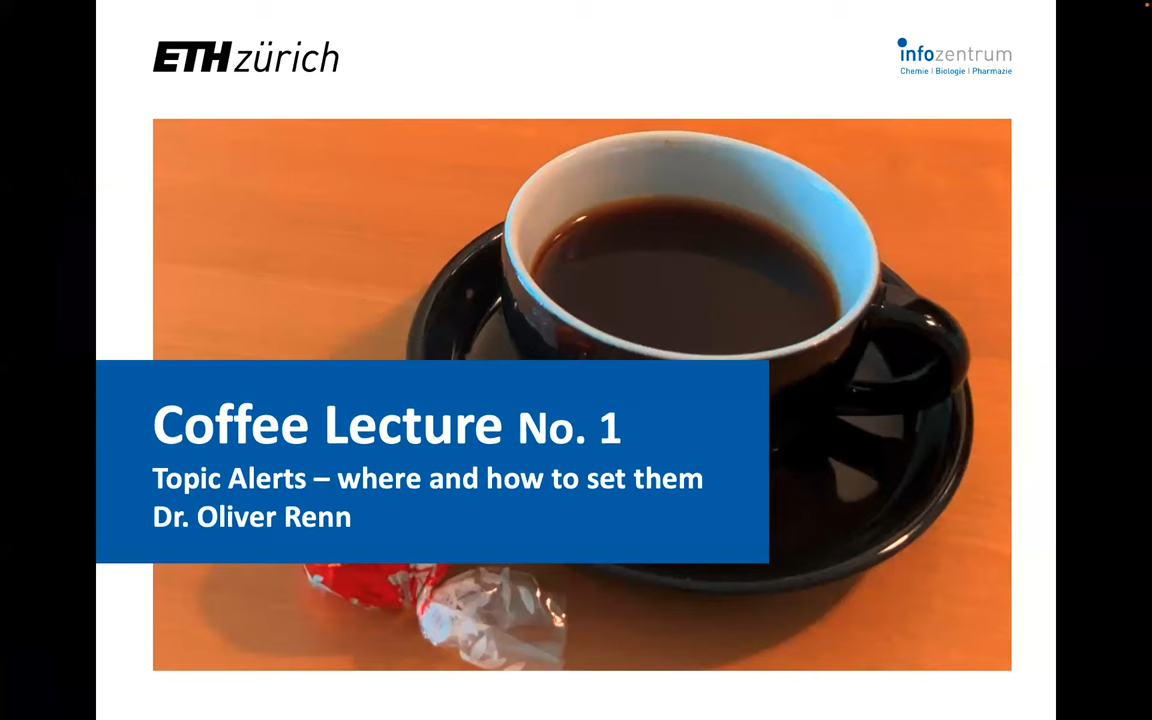 ETH zürich
infozentrum
Chemie | Biologie | Pharmazie
Coffee Lecture No. 1
Topic Alerts – where and how to set them
Dr. Oliver Renn